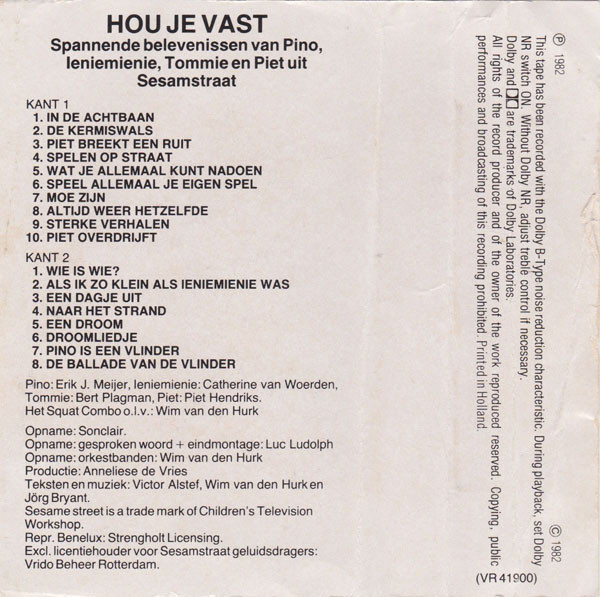 HOU JE VAST
Spannende belevenissen van Pino,
Ieniemienie, Tommie en Piet uit
Sesamstraat
KANT 1
1. IN DE ACHTBAAN
2. DE KERMISWALS
3. PIET BREEKT EEN RUIT
4. SPELEN OP STRAAT
5. WAT JE ALLEMAAL KUNT NADOEN
6. SPEEL ALLEMAAL JE EIGEN SPEL
7. MOE ZIJN
8. ALTIJD WEER HETZELFDE
9. STERKE VERHALEN
10. PIET OVERDRIJFT
KANT 2
1. WIE IS WIE?
2. ALS IK ZO KLEIN ALS IENIEMIENIE WAS
3. EEN DAGJE UIT
4. NAAR HET STRAND
5. EEN DROOM
6. DROOMLIEDJE
7. PINO IS EEN VLINDER
8. DE BALLADE VAN DE VLINDER
Pino: Erik J. Meijer, Ieniemienie: Catherine van Woerden,
Tommie: Bert Plagman, Piet: Piet Hendriks.
Het Squat Combo o.l.v.: Wim van den Hurk
Opname: Sonclair.
Opname: gesproken woord + eindmontage: Luc Ludolph
Opname: orkestbanden: Wim van den Hurk
Productie: Anneliese de Vries
Teksten en muziek: Victor Alstef, Wim van den Hurk en
Jörg Bryant.
Sesame street is a trade mark of Children's Television
Workshop.
Repr. Benelux: Strengholt Licensing.
Excl. licentiehouder voor Sesamstraat geluidsdragers:
Vrido Beheer Rotterdam.
℗ 1982
© 1982
This tape has been recorded with the Dolby B-Type noise reduction characteristic. During playback, set Dolby
NR switch ON. Without Dolby NR, adjust treble control if necessary.
Dolby and are trademarks of Dolby Laboratories.
All rights of the record producer and of the owner of the work reproduced reserved. Copying, public
performances and broadcasting of this recording prohibited. Printed in Holland.
(VR 41900)